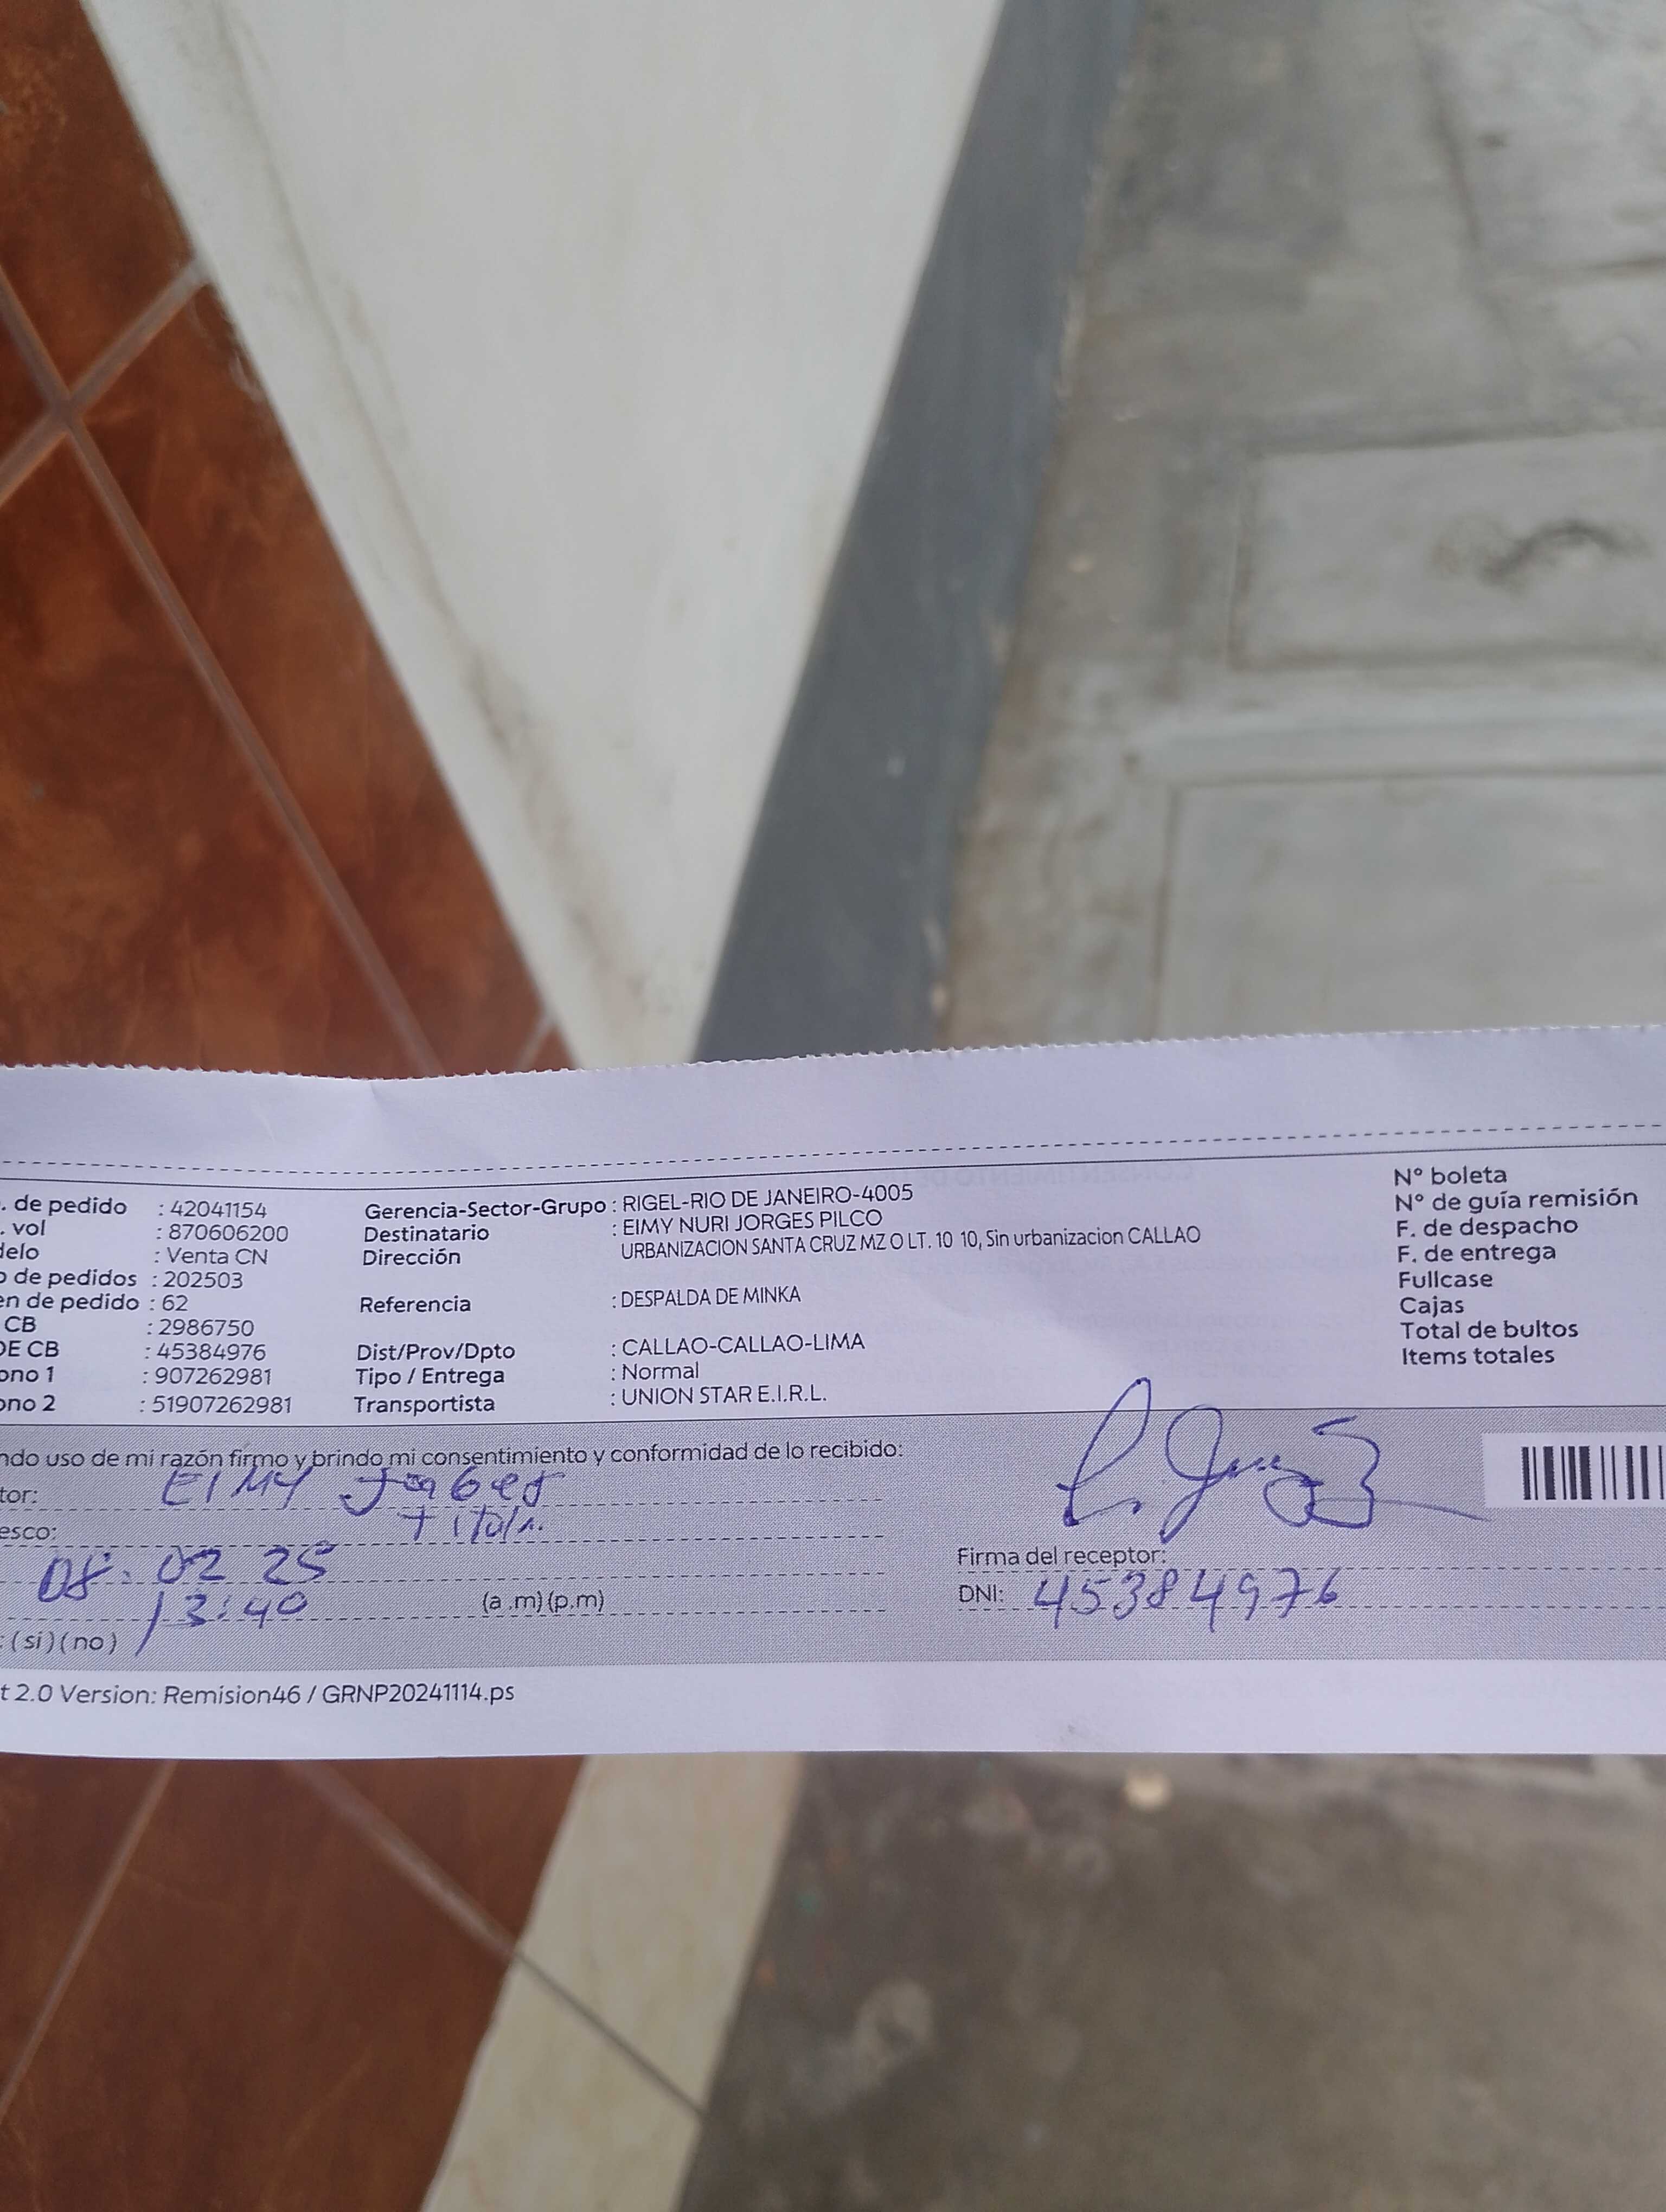 . de pedido : 42041154 Gerencia-Sector-Grupo : RIGEL-RIO DE JANEIRO-4005 N° boleta
. vol : 870606200 Destinatario : EIMY NURI JORGES PILCO N° de guía remisión
delo : Venta CN Dirección URBANIZACION SANTA CRUZ MZ O LT. 10 10, Sin urbanizacion CALLAO F. de despacho
o de pedidos : 202503 F. de entrega
en de pedido : 62 Referencia : DESPALDA DE MINKA Fullcase
CB : 2986750 Cajas
DE CB : 45384976 Dist/Prov/Dpto : CALLAO-CALLAO-LIMA Total de bultos
ono 1 : 907262981 Tipo / Entrega : Normal Items totales
ono 2 : 51907262981 Transportista : UNION STAR E.I.R.L.
ndo uso de mi razón firmo y brindo mi consentimiento y conformidad de lo recibido:
tor: EIMY
esco:
08. 02 25 Firma del receptor:
13:40 (a .m) (p.m) DNI: 45384976
: (si) (no)
t 2.0 Version: Remision46 / GRNP20241114.ps